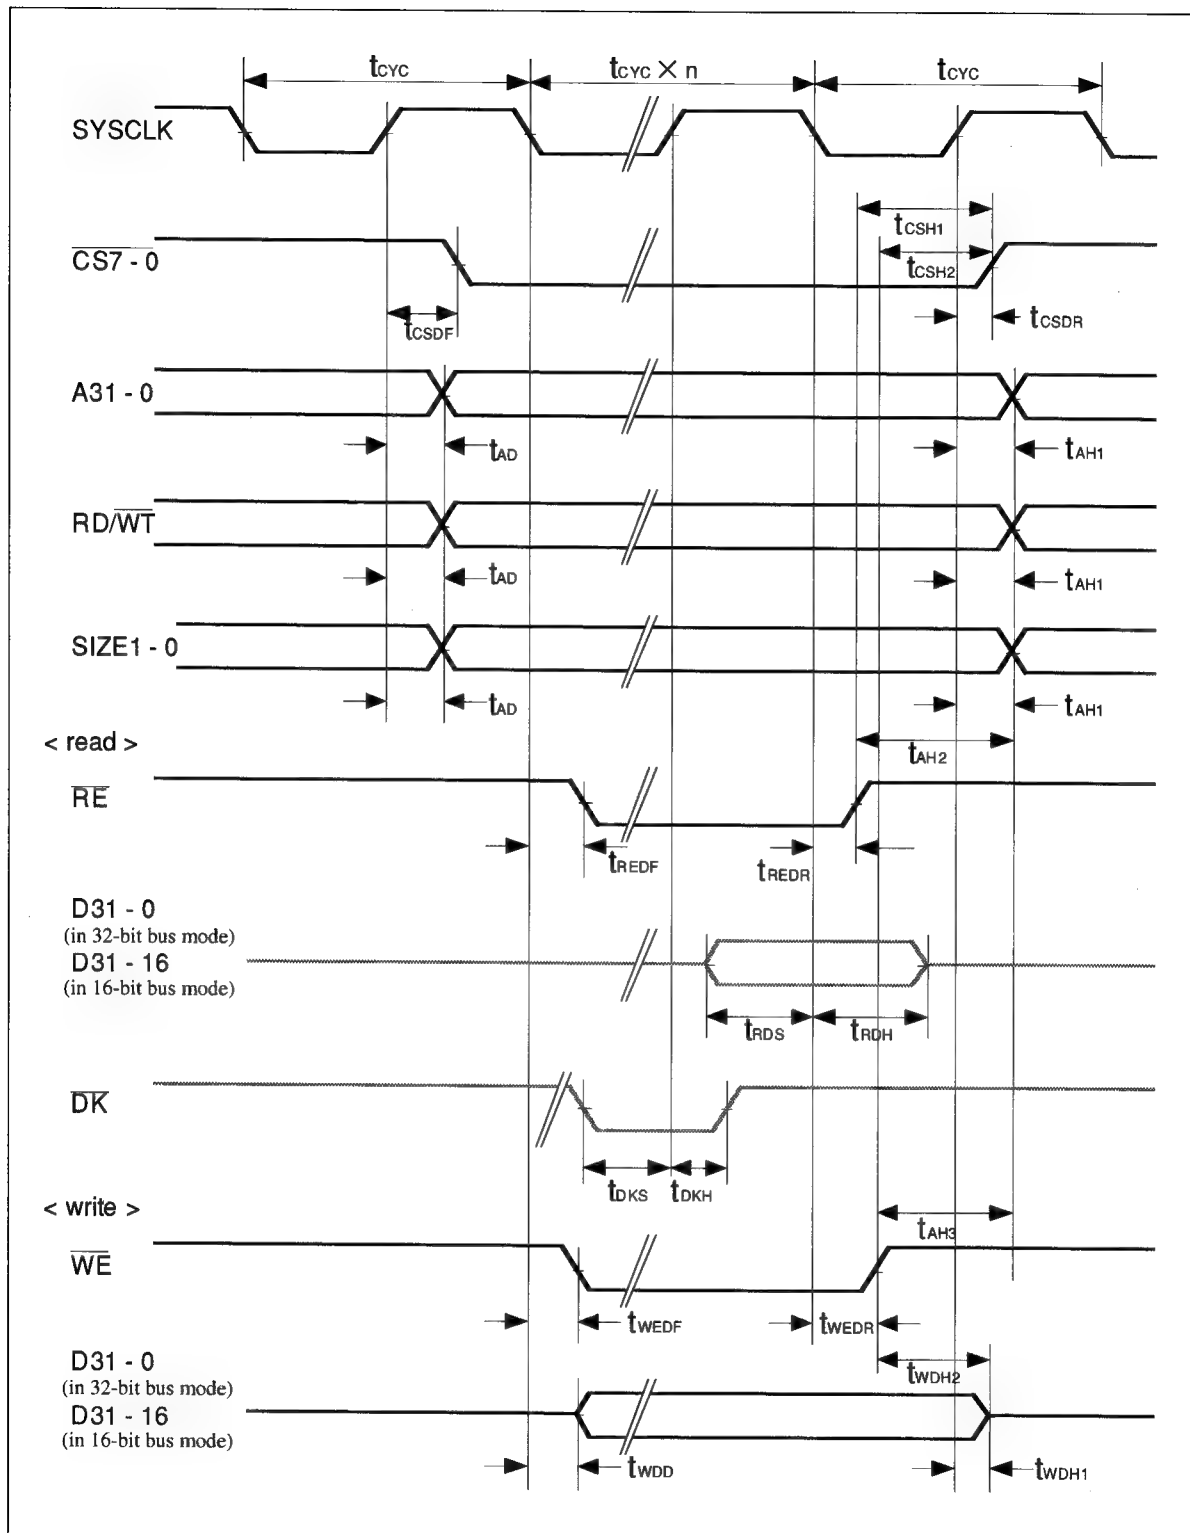 tCYC tCYC × n tCYC
SYSCLK
tCSH1
CS7 - 0
tCSH2
tCSDF tCSDR
A31 - 0
tAD tAH1
RD/WT
tAD tAH1
SIZE1 - 0
tAD tAH1
< read >
tAH2
RE
tREDF tREDR
D31 - 0
(in 32-bit bus mode)
D31 - 16
(in 16-bit bus mode)
tRDS tRDH
DK
tDKS tDKH
< write >
tAH3
WE
tWEDF tWEDR
D31 - 0
tWDH2
(in 32-bit bus mode)
D31 - 16
(in 16-bit bus mode)
tWDD tWDH1